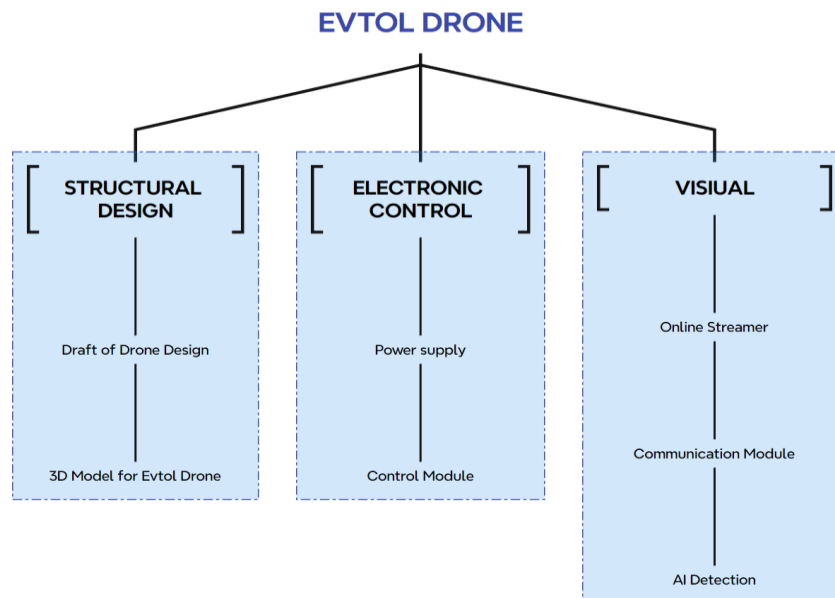 EVTOL DRONE
STRUCTURAL
DESIGN
Draft of Drone Design
3D Model for Evtol Drone
ELECTRONIC
CONTROL
Power supply
Control Module
VISIUAL
Online Streamer
Communication Module
AI Detection